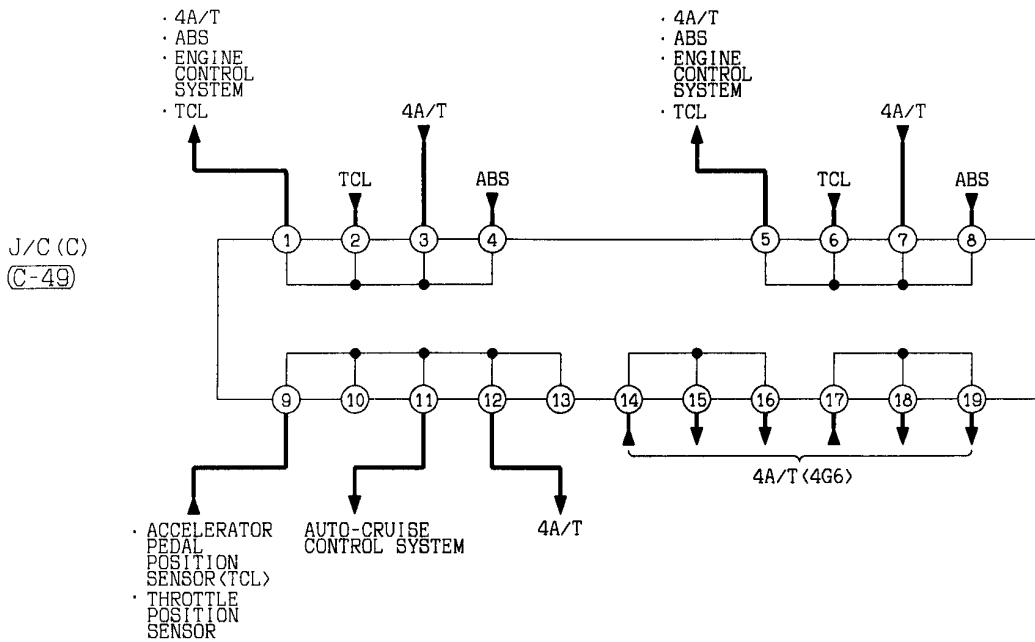 · 4A/T
· ABS
· ENGINE
CONTROL
SYSTEM
· TCL
4A/T
TCL
ABS
· 4A/T
· ABS
· ENGINE
CONTROL
SYSTEM
· TCL
4A/T
TCL
ABS
J/C(C)
C-49
1 2 3 4 5 6 7 8
9 10 11 12 13 14 15 16 17 18 19
4A/T<4G6>
· ACCELERATOR
PEDAL
POSITION
SENSOR<TCL>
· THROTTLE
POSITION
SENSOR
AUTO-CRUISE
CONTROL SYSTEM
4A/T